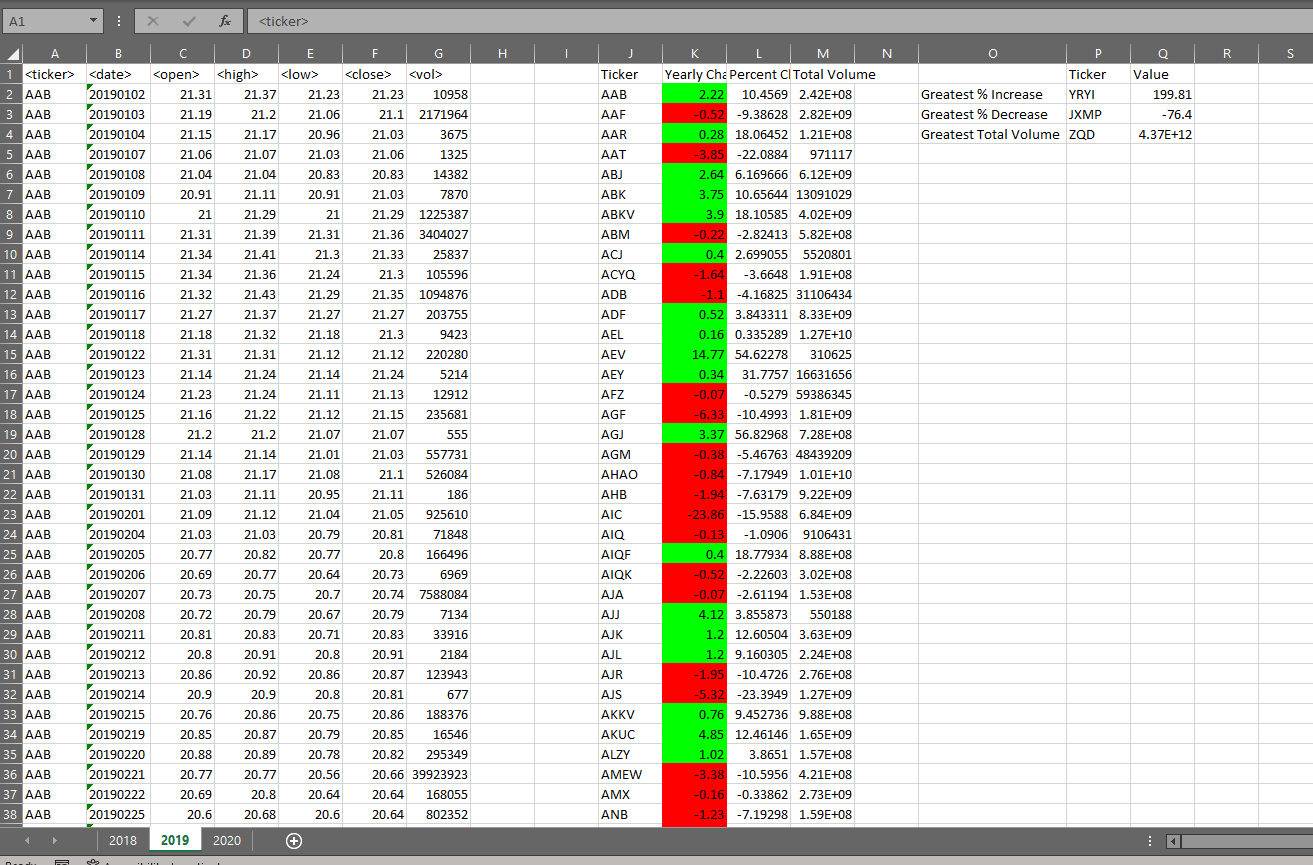 A1 <ticker>
A B C D E F G H I J K L M N O P Q R S
1 <ticker> <date> <open> <high> <low> <close> <vol> Ticker Yearly Cha Percent Cl Total Volume Ticker Value
2 AAB 20190102 21.31 21.37 21.23 21.23 10958 AAB 2.22 10.4569 2.42E+08 Greatest % Increase YRYI 199.81
3 AAB 20190103 21.19 21.2 21.06 21.1 2171964 AAF -0.52 -9.38628 2.82E+09 Greatest % Decrease JXMP -76.4
4 AAB 20190104 21.15 21.17 20.96 21.03 3675 AAR 0.28 18.06452 1.21E+08 Greatest Total Volume ZQD 4.37E+12
5 AAB 20190107 21.06 21.07 21.03 21.06 1325 AAT -3.85 -22.0884 971117
6 AAB 20190108 21.04 21.04 20.83 20.83 14382 ABJ 2.64 6.169666 6.12E+09
7 AAB 20190109 20.91 21.11 20.91 21.03 7870 ABK 3.75 10.65644 13091029
8 AAB 20190110 21 21.29 21 21.29 1225387 ABKV 3.9 18.10585 4.02E+09
9 AAB 20190111 21.31 21.39 21.31 21.36 3404027 ABM -0.22 -2.82413 5.82E+08
10 AAB 20190114 21.34 21.41 21.3 21.33 25837 ACJ 0.4 2.699055 5520801
11 AAB 20190115 21.34 21.36 21.24 21.3 105596 ACYQ -1.64 -3.6648 1.91E+08
12 AAB 20190116 21.32 21.43 21.29 21.35 1094876 ADB -1.1 -4.16825 31106434
13 AAB 20190117 21.27 21.37 21.27 21.27 203755 ADF 0.52 3.843311 8.33E+09
14 AAB 20190118 21.18 21.32 21.18 21.3 9423 AEL 0.16 0.335289 1.27E+10
15 AAB 20190122 21.31 21.31 21.12 21.12 220280 AEV 14.77 54.62278 310625
16 AAB 20190123 21.14 21.24 21.14 21.24 5214 AEY 0.34 31.7757 16631656
17 AAB 20190124 21.23 21.24 21.11 21.13 12912 AFZ -0.07 -0.5279 59386345
18 AAB 20190125 21.16 21.22 21.12 21.15 235681 AGF -6.33 -10.4993 1.81E+09
19 AAB 20190128 21.2 21.2 21.07 21.07 555 AGJ 3.37 56.82968 7.28E+08
20 AAB 20190129 21.14 21.14 21.01 21.03 557731 AGM -0.38 -5.46763 48439209
21 AAB 20190130 21.08 21.17 21.08 21.1 526084 AHAO -0.84 -7.17949 1.01E+10
22 AAB 20190131 21.03 21.11 20.95 21.11 186 AHB -1.94 -7.63179 9.22E+09
23 AAB 20190201 21.09 21.12 21.04 21.05 925610 AIC -23.86 -15.9588 6.84E+09
24 AAB 20190204 21.03 21.03 20.79 20.81 71848 AIQ -0.13 -1.0906 9106431
25 AAB 20190205 20.77 20.82 20.77 20.8 166496 AIQF 0.4 18.77934 8.88E+08
26 AAB 20190206 20.69 20.77 20.64 20.73 6969 AIQK -0.52 -2.22603 3.02E+08
27 AAB 20190207 20.73 20.75 20.7 20.74 7588084 AJA -0.07 -2.61194 1.53E+08
28 AAB 20190208 20.72 20.79 20.67 20.79 7134 AJJ 4.12 3.855873 550188
29 AAB 20190211 20.81 20.83 20.71 20.83 33916 AJK 1.2 12.60504 3.63E+09
30 AAB 20190212 20.8 20.91 20.8 20.91 2184 AJL 1.2 9.160305 2.24E+08
31 AAB 20190213 20.86 20.92 20.86 20.87 123943 AJR -1.95 -10.4726 2.76E+08
32 AAB 20190214 20.9 20.9 20.8 20.81 677 AJS -5.32 -23.3949 1.27E+09
33 AAB 20190215 20.76 20.86 20.75 20.86 188376 AKKV 0.76 9.452736 9.88E+08
34 AAB 20190219 20.85 20.87 20.79 20.85 16546 AKUC 4.85 12.46146 1.65E+09
35 AAB 20190220 20.88 20.89 20.78 20.82 295349 ALZY 1.02 3.8651 1.57E+08
36 AAB 20190221 20.77 20.77 20.56 20.66 39923923 AMEW -3.38 -10.5956 4.21E+08
37 AAB 20190222 20.69 20.8 20.64 20.64 168055 AMX -0.16 -0.33862 2.73E+09
38 AAB 20190225 20.6 20.68 20.6 20.64 802352 ANB -1.23 -7.19298 1.59E+08
2018 2019 2020